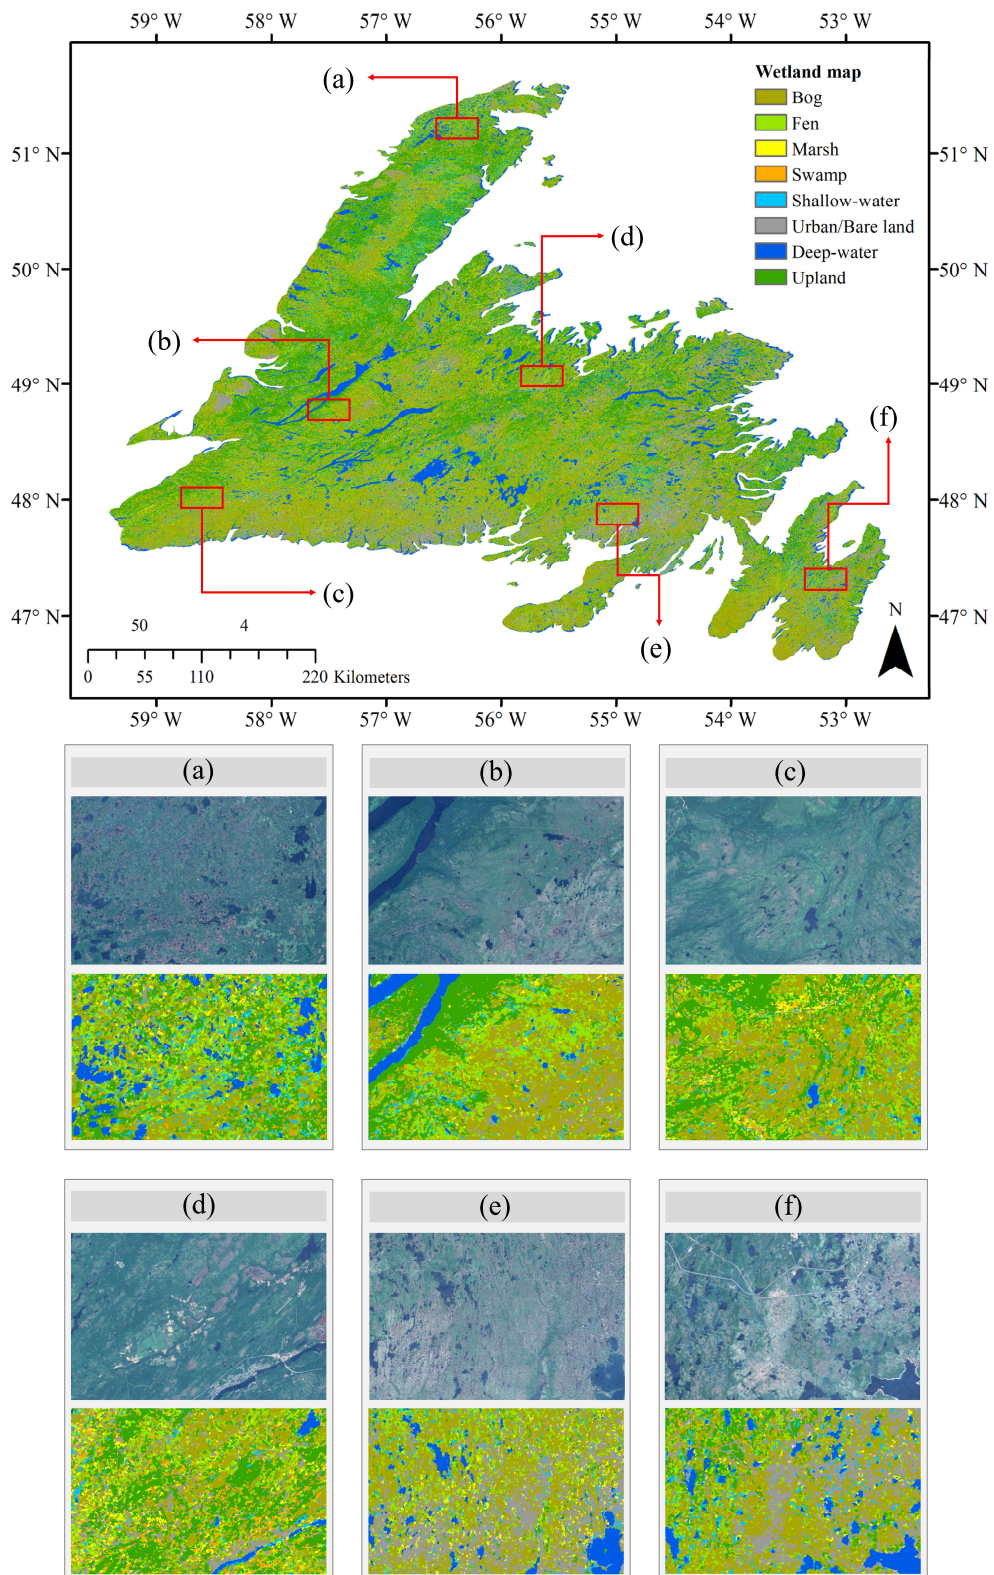 59° W 58° W 57° W 56° W 55° W 54° W 53° W
(a)
Wetland map
Bog
Fen
Marsh
Swamp
Shallow-water
Urban/Bare land
Deep-water
Upland
51° N 51° N
(d)
50° N 50° N
(b)
49° N 49° N
(f)
48° N 48° N
(c)
47° N 47° N
N
(e)
50 4
0 55 110 220 Kilometers
59° W 58° W 57° W 56° W 55° W 54° W 53° W
(a) (b) (c)
(d) (e) (f)